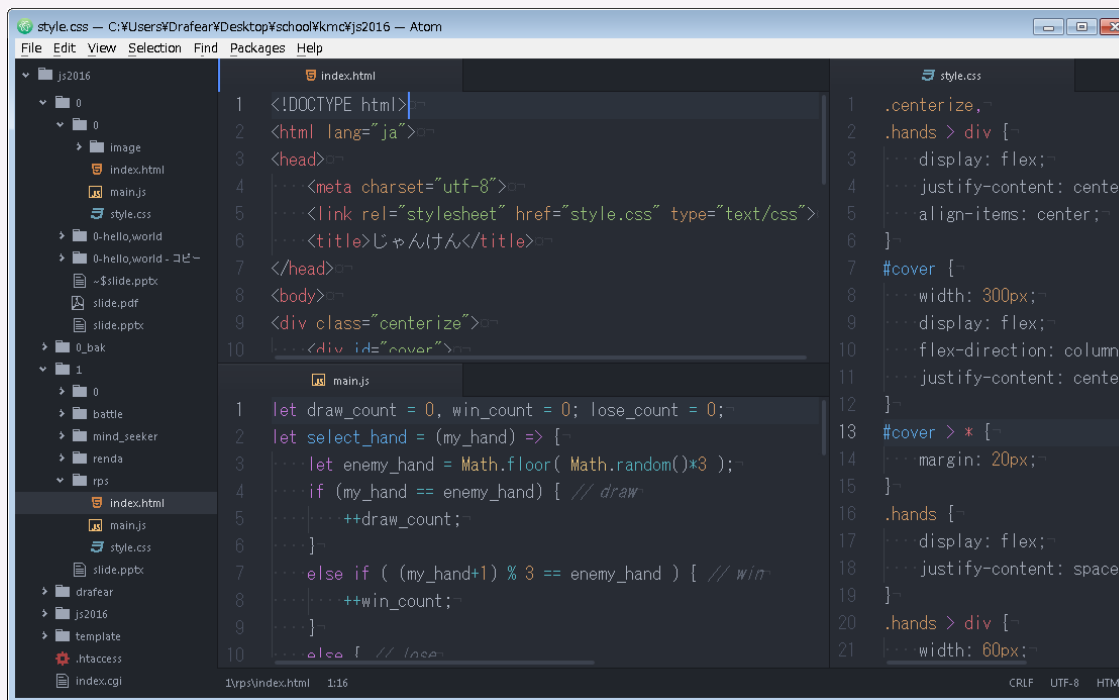 style.css — C:¥Users¥Drafear¥Desktop¥school¥kmc¥js2016 — Atom
File Edit View Selection Find Packages Help
js2016
0
0
image
index.html
main.js
style.css
0-hello,world
0-hello,world - コピー
~$slide.pptx
slide.pdf
slide.pptx
0_bak
1
0
battle
mind_seeker
renda
rps
index.html
main.js
style.css
slide.pptx
drafear
js2016
template
.htaccess
index.cgi
index.html
1 <!DOCTYPE html>
2 <html lang="ja">
3 <head>
4 <meta charset="utf-8">
5 <link rel="stylesheet" href="style.css" type="text/css">
6 <title>じゃんけん</title>
7 </head>
8 <body>
9 <div class="centerize">
10 <div id="cover">
main.js
1 let draw_count = 0, win_count = 0; lose_count = 0;
2 let select_hand = (my_hand) => {
3 let enemy_hand = Math.floor( Math.random()*3 );
4 if (my_hand == enemy_hand) { // draw
5 ++draw_count;
6 }
7 else if ( (my_hand+1) % 3 == enemy_hand ) { // win
8 ++win_count;
9 }
10 else { // lose
style.css
1 .centerize,
2 .hands > div {
3 display: flex;
4 justify-content: cente
5 align-items: center;
6 }
7 #cover {
8 width: 300px;
9 display: flex;
10 flex-direction: column
11 justify-content: cente
12 }
13 #cover > * {
14 margin: 20px;
15 }
16 .hands {
17 display: flex;
18 justify-content: space
19 }
20 .hands > div {
21 width: 60px;
1\rps\index.html 1:16
CRLF UTF-8 HTM